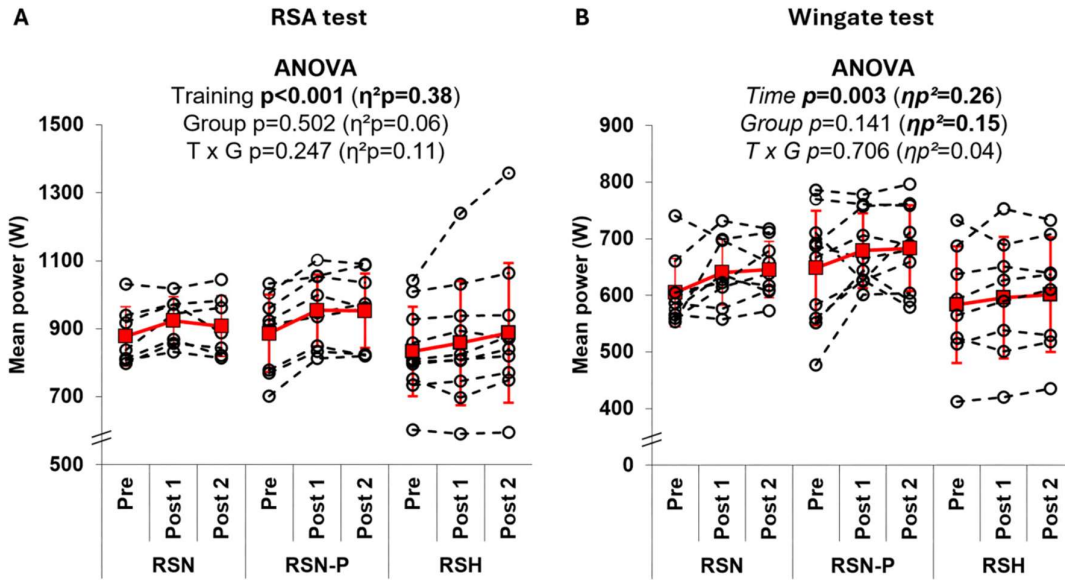 A
RSA test
ANOVA
Training p<0.001 (η²p=0.38)
Group p=0.502 (η²p=0.06)
T x G p=0.247 (η²p=0.11)
Mean power (W)
1500
1300
1100
900
700
500
Pre
Post 1
Post 2
Pre
Post 1
Post 2
Pre
Post 1
Post 2
RSN
RSN-P
RSH
B
Wingate test
ANOVA
Time p=0.003 (ηp²=0.26)
Group p=0.141 (ηp²=0.15)
T x G p=0.706 (ηp²=0.04)
Mean power (W)
900
800
700
600
500
400
0
Pre
Post 1
Post 2
Pre
Post 1
Post 2
Pre
Post 1
Post 2
RSN
RSN-P
RSH